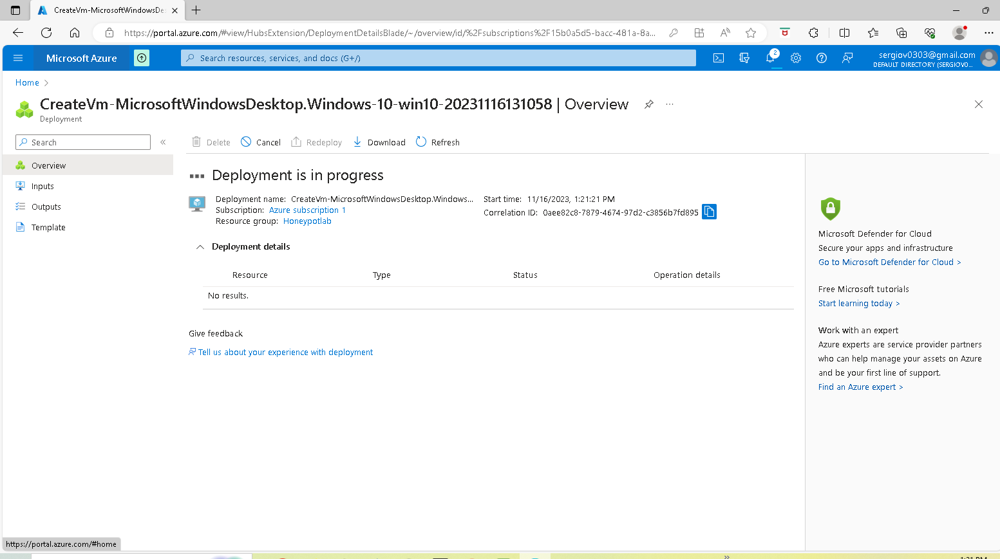 CreateVm-MicrosoftWindowsDe
https://portal.azure.com/#view/HubsExtension/DeploymentDetailsBlade/~/overview/id/%2Fsubscriptions%2F15b0a5d5-bacc-481a-8a...
Microsoft Azure
Search resources, services, and docs (G+/)
2
sergiov0303@gmail.com
DEFAULT DIRECTORY (SERGIOV0...
Home
CreateVm-MicrosoftWindowsDesktop.Windows-10-win10-20231116131058 | Overview
Deployment
Search
Delete
Cancel
Redeploy
Download
Refresh
Overview
Inputs
Outputs
Template
Deployment is in progress
Deployment name: CreateVm-MicrosoftWindowsDesktop.Windows...
Subscription: Azure subscription 1
Resource group: Honeypotlab
Start time: 11/16/2023, 1:21:21 PM
Correlation ID: 0aee82c8-7879-4674-97d2-c3856b7fd895
Deployment details
Resource Type Status Operation details
No results.
Give feedback
Tell us about your experience with deployment
Microsoft Defender for Cloud
Secure your apps and infrastructure
Go to Microsoft Defender for Cloud >
Free Microsoft tutorials
Start learning today >
Work with an expert
Azure experts are service provider partners
who can help manage your assets on Azure
and be your first line of support.
Find an Azure expert >
https://portal.azure.com/#home